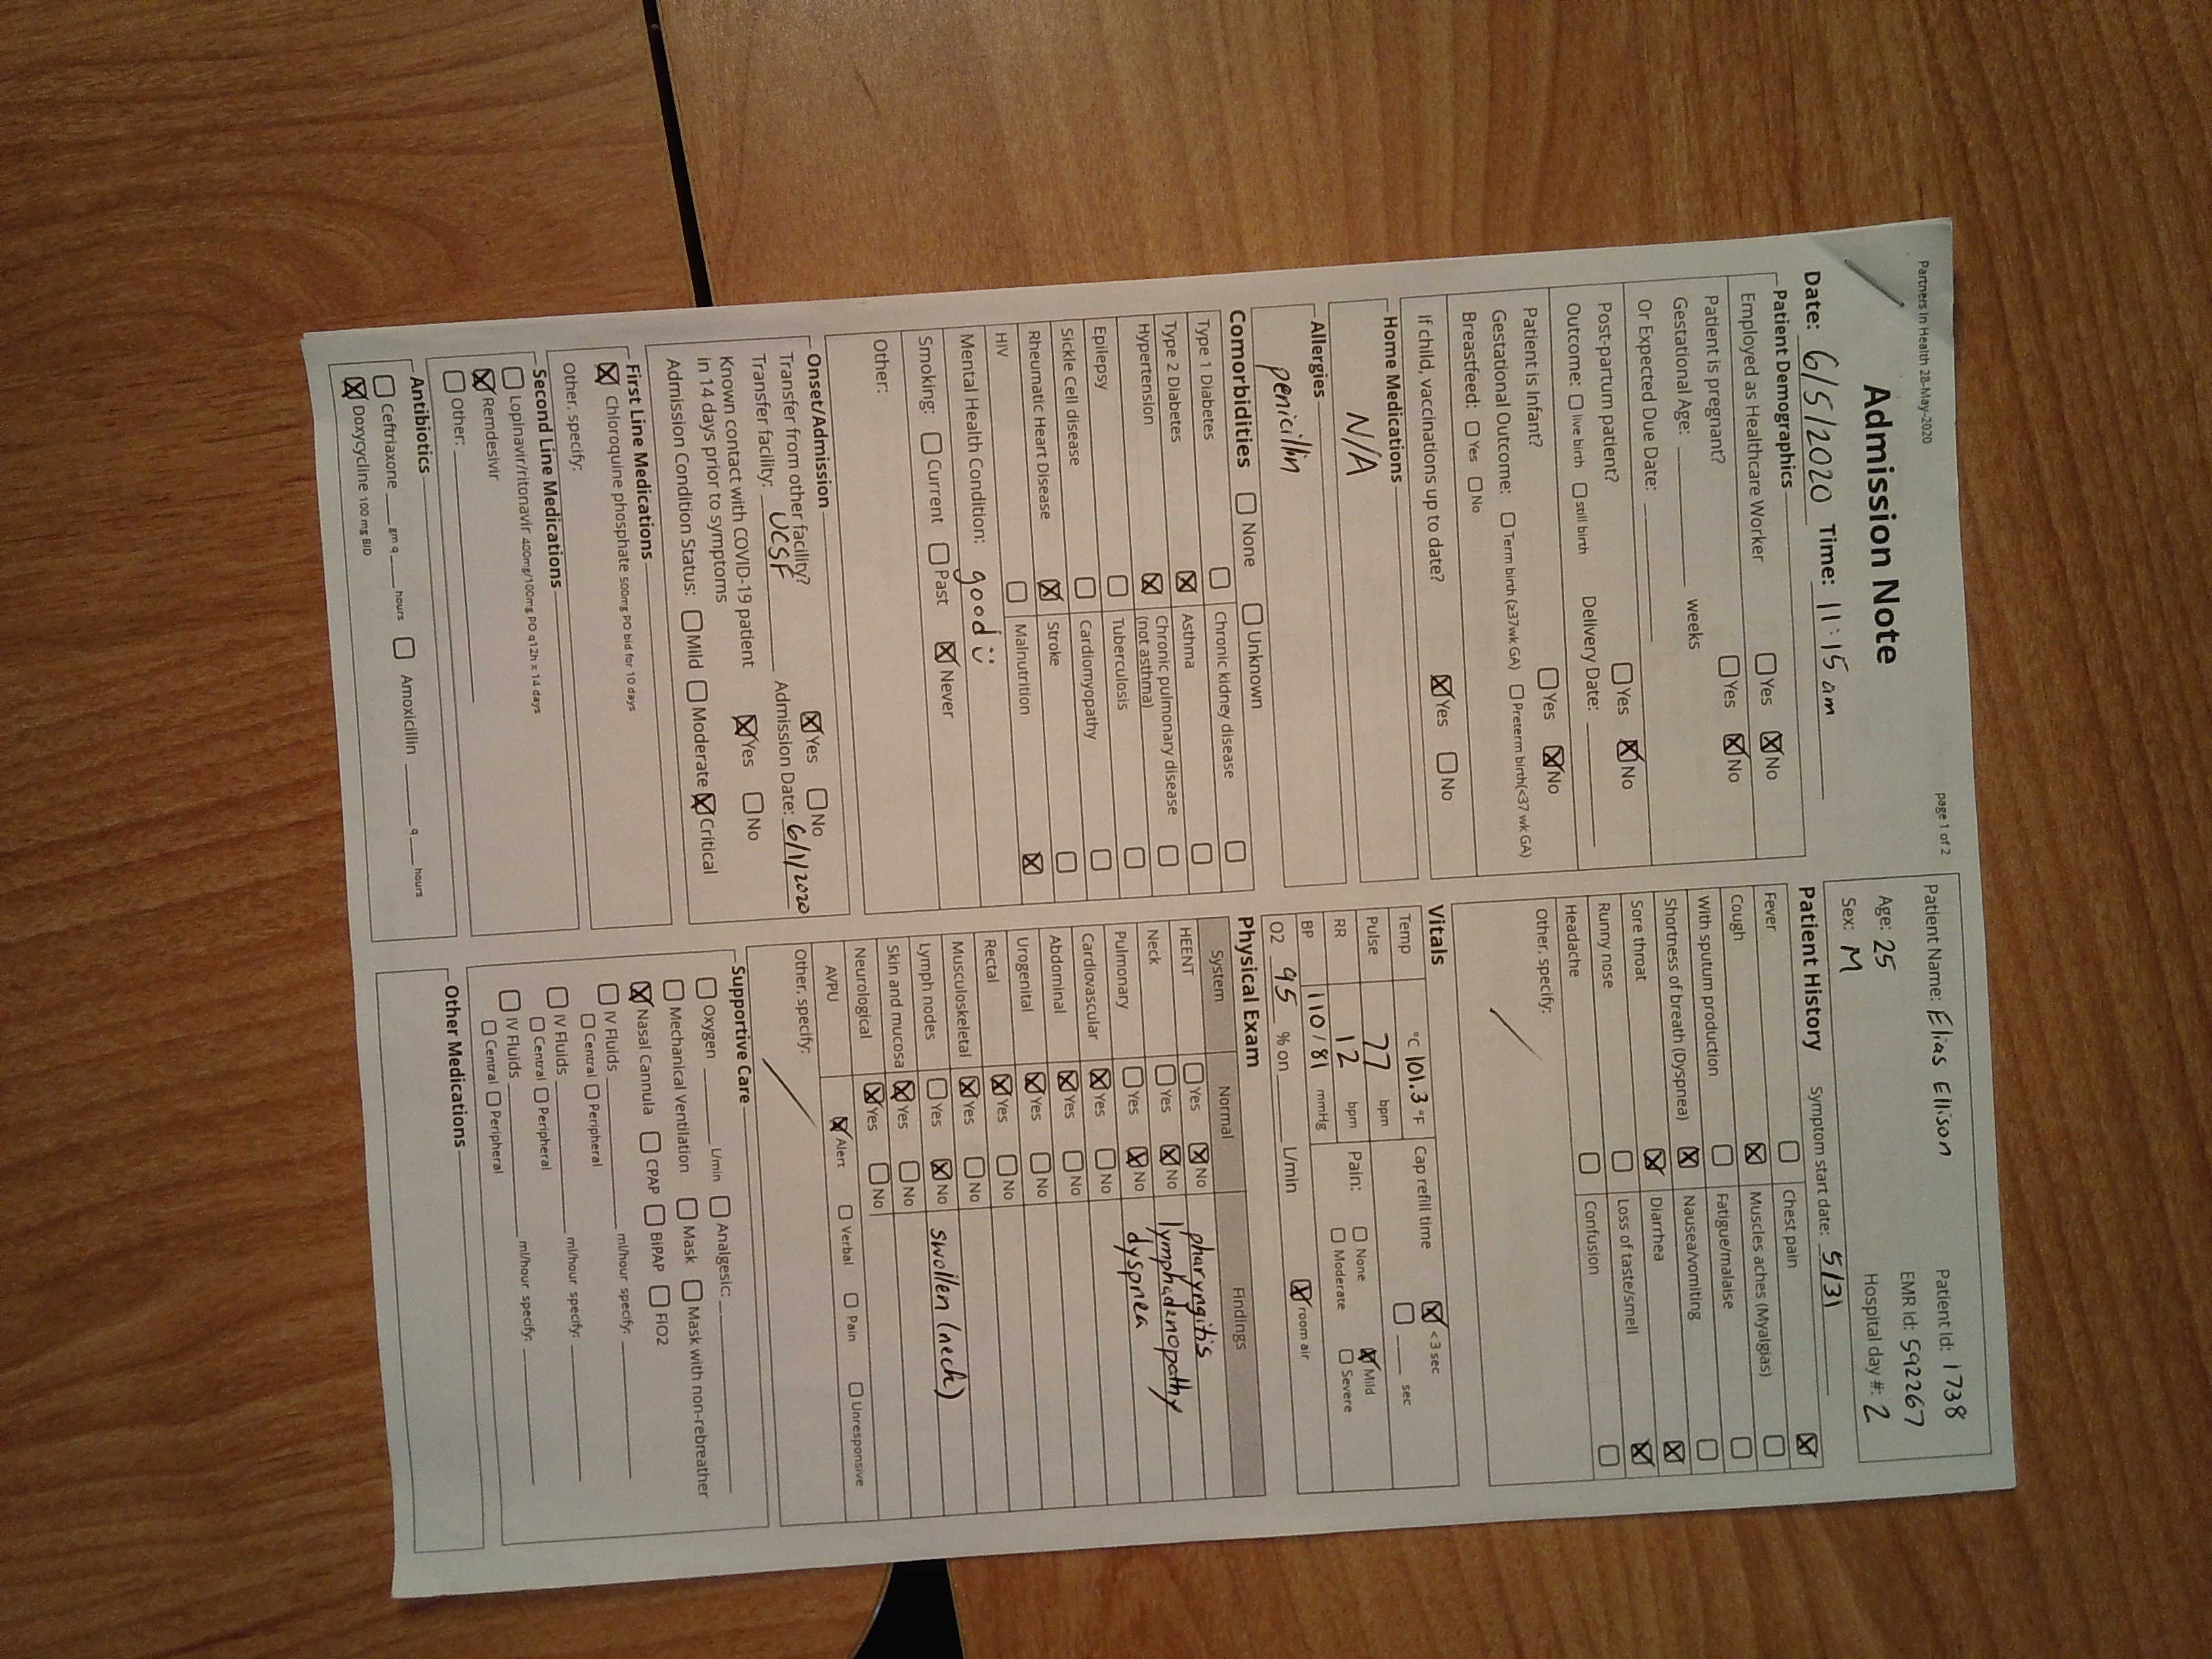 Partners In Health 28-May-2020
page 1 of 2
Admission Note
Date: 6/5/2020 Time: 11:15 am
Patient Demographics
Employed as Healthcare Worker ☐ Yes ☒ No
Patient is pregnant? ☐ Yes ☒ No
Gestational Age: ______ weeks
Or Expected Due Date: ______
Post-partum patient? ☐ Yes ☒ No
Outcome: ☐ live birth ☐ still birth Delivery Date: ______
Patient is Infant? ☐ Yes ☒ No
Gestational Outcome: ☐ Term birth (≥37wk GA) ☐ Preterm birth(<37 wk GA)
Breastfeed: ☐ Yes ☐ No
If child, vaccinations up to date? ☒ Yes ☐ No
Home Medications
N/A
Allergies
penicillin
Comorbidities ☐ None ☐ Unknown
Type 1 Diabetes ☐ Chronic kidney disease ☐
Type 2 Diabetes ☒ Asthma ☐
Hypertension ☒ Chronic pulmonary disease (not asthma) ☐
Epilepsy ☐ Tuberculosis ☐
Sickle Cell disease ☐ Cardiomyopathy ☐
Rheumatic Heart Disease ☒ Stroke ☐
HIV ☐ Malnutrition ☒
Mental Health Condition: good ü
Smoking: ☐ Current ☐ Past ☒ Never
Other:
Onset/Admission
Transfer from other facility? ☒ Yes ☐ No
Transfer facility: UCSF Admission Date: 6/1/2020
Known contact with COVID-19 patient
in 14 days prior to symptoms ☒ Yes ☐ No
Admission Condition Status: ☐ Mild ☐ Moderate ☒ Critical
First Line Medications
☒ Chloroquine phosphate 500mg PO bid for 10 days
Other, specify:
Second Line Medications
☐ Lopinavir/ritonavir 400mg/100mg PO q12h x 14 days
☒ Remdesivir
☐ Other: ______
Antibiotics
☐ Ceftriaxone ___ gm q ___ hours ☐ Amoxicillin ______ q ___ hours
☒ Doxycycline 100 mg BID
Patient Name: Elias Ellison Patient Id: 1738
Age: 25 EMR Id: 592267
Sex: M Hospital day #: 2
Patient History Symptom start date: 5/31
Fever ☐ Chest pain ☒
Cough ☒ Muscles aches (Myalgias) ☐
With sputum production ☐ Fatigue/malaise ☐
Shortness of breath (Dyspnea) ☒ Nausea/vomiting ☐
Sore throat ☒ Diarrhea ☒
Runny nose ☐ Loss of taste/smell ☒
Headache ☐ Confusion ☐
Other, specify:
Vitals
Temp °C 101.3 °F Cap refill time ☒ <3 sec ☐ ___ sec
Pulse 77 bpm
RR 12 bpm Pain: ☐ None ☒ Mild
☐ Moderate ☐ Severe
BP 110/81 mmHg
O2 95 % on ______ L/min ☒ room air
Physical Exam
System Normal Findings
HEENT ☐ Yes ☒ No pharyngitis
Neck ☐ Yes ☒ No lymphadenopathy
Pulmonary ☐ Yes ☒ No dyspnea
Cardiovascular ☒ Yes ☐ No
Abdominal ☒ Yes ☐ No
Urogenital ☒ Yes ☐ No
Rectal ☒ Yes ☐ No
Musculoskeletal ☒ Yes ☐ No
Lymph nodes ☐ Yes ☒ No swollen (neck)
Skin and mucosa ☒ Yes ☐ No
Neurological ☒ Yes ☐ No
AVPU ☒ Alert ☐ Verbal ☐ Pain ☐ Unresponsive
Other, specify:
Supportive Care
☐ Oxygen ______ L/min ☐ Analgesic: ______
☐ Mechanical Ventilation ☐ Mask ☐ Mask with non-rebreather
☒ Nasal Cannula ☐ CPAP ☐ BiPAP ☐ FiO2
☐ IV Fluids ______ ml/hour specify: ______
☐ Central ☐ Peripheral
☐ IV Fluids ______ ml/hour specify: ______
☐ Central ☐ Peripheral
☐ IV Fluids ______ ml/hour specify: ______
☐ Central ☐ Peripheral
Other Medications